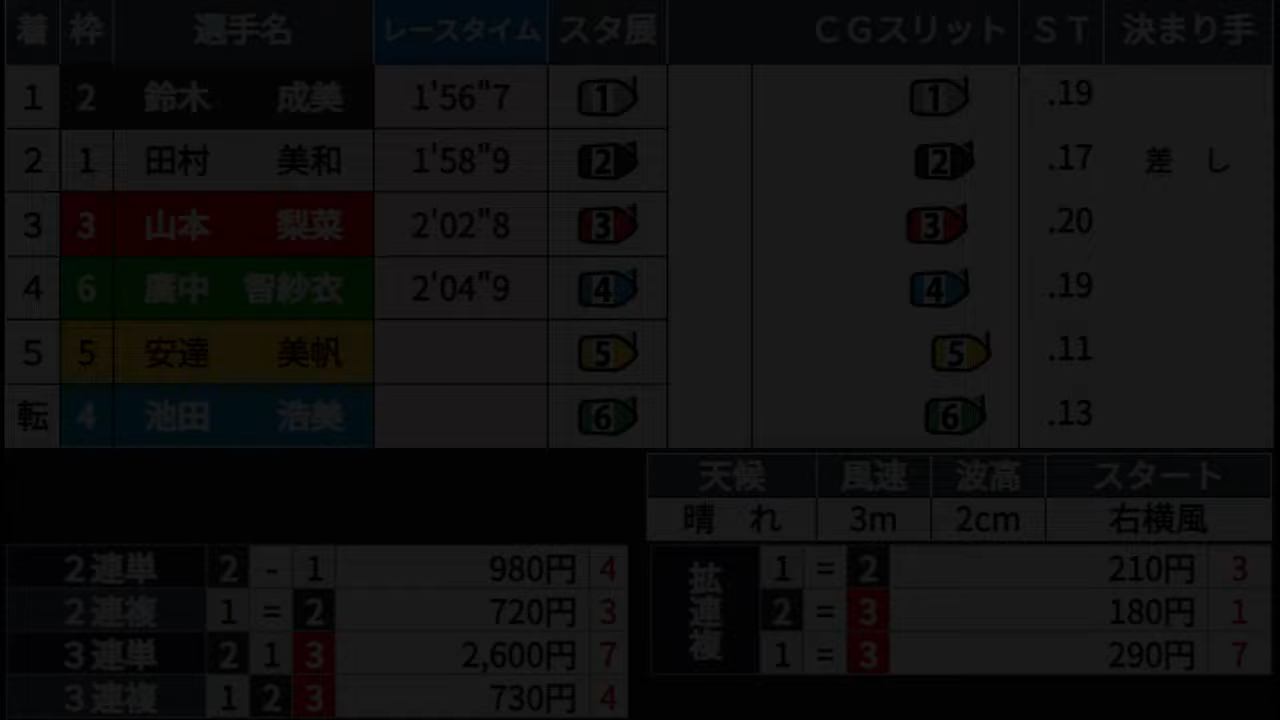 着 枠 選手名 レースタイム スタ展 ＣＧスリット ＳＴ 決まり手
1 2 鈴木 成美 1'56"7 1 1 .19
2 1 田村 美和 1'58"9 2 2 .17 差 し
3 3 山本 梨菜 2'02"8 3 3 .20
4 6 廣中 智紗衣 2'04"9 4 4 .19
5 5 安達 美帆 5 5 .11
転 4 池田 浩美 6 6 .13
天候 風速 波高 スタート
晴 れ 3m 2cm 右横風
２連単 2 - 1 980円 4
２連複 1 = 2 720円 3
３連単 2 1 3 2,600円 7
３連複 1 2 3 730円 4
拡連複
1 = 2 210円 3
2 = 3 180円 1
1 = 3 290円 7